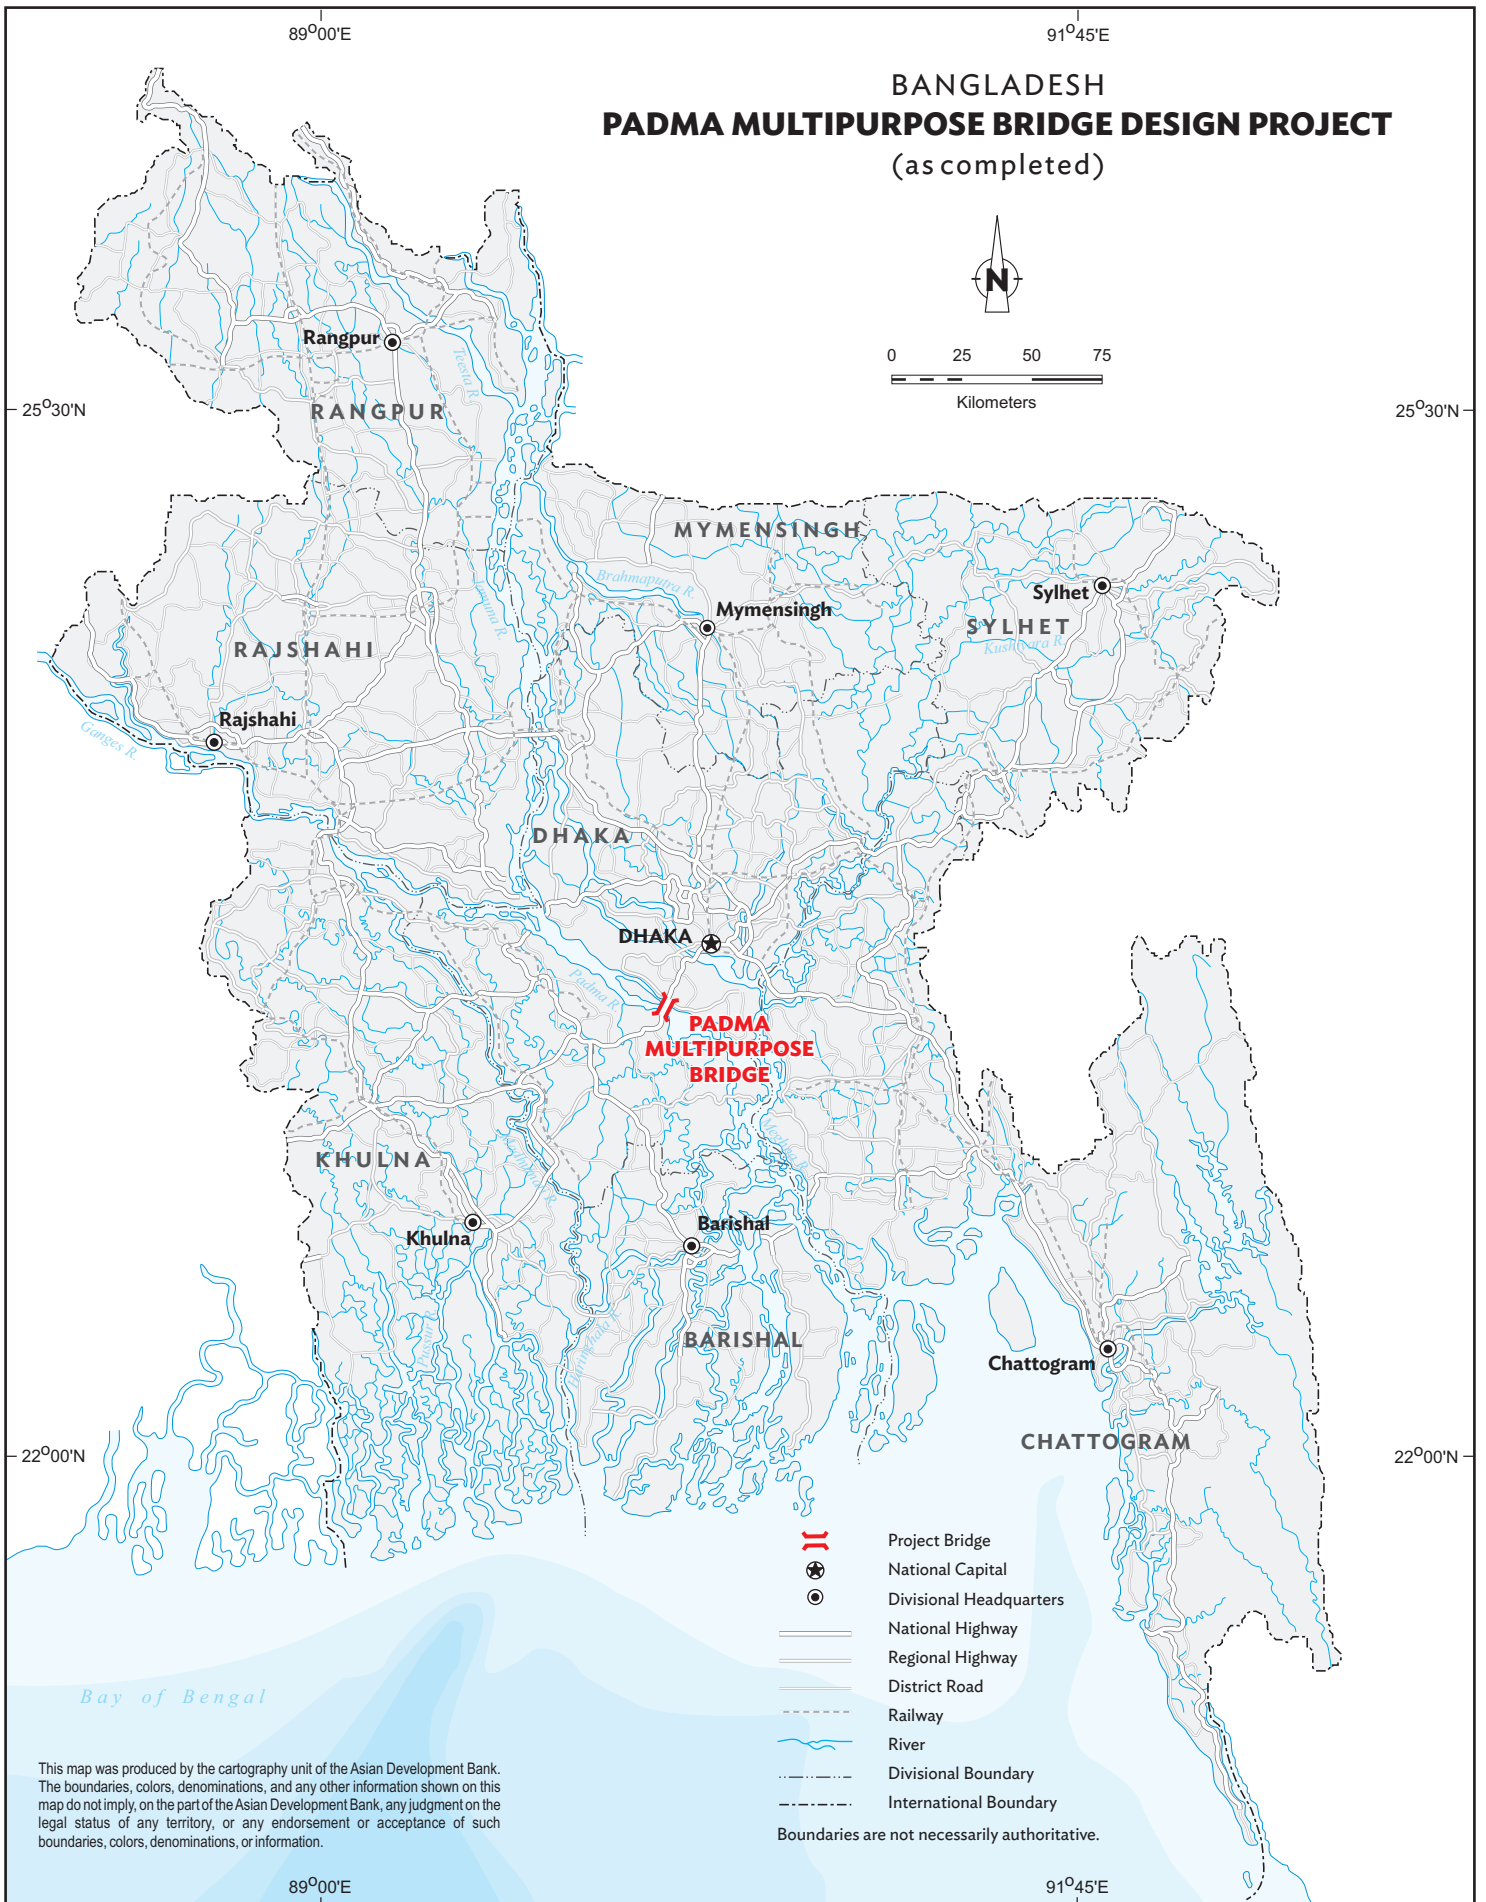 89°00'E
91°45'E
BANGLADESH
PADMA MULTIPURPOSE BRIDGE DESIGN PROJECT
(as completed)
N
0 25 50 75
Kilometers
25°30'N
25°30'N
Rangpur
Teesta R.
RANGPUR
MYMENSINGH
Brahmaputra R.
Jamuna R.
Mymensingh
Sylhet
SYLHET
Kushiyara R.
RAJSHAHI
Rajshahi
Ganges R.
DHAKA
DHAKA
Padma R.
PADMA
MULTIPURPOSE
BRIDGE
Meghna R.
KHULNA
Khulna
Barishal
Pussur R.
BARISHAL
Chattogram
CHATTOGRAM
22°00'N
22°00'N
Project Bridge
National Capital
Divisional Headquarters
National Highway
Regional Highway
District Road
Railway
River
Divisional Boundary
International Boundary
Boundaries are not necessarily authoritative.
Bay of Bengal
This map was produced by the cartography unit of the Asian Development Bank.
The boundaries, colors, denominations, and any other information shown on this
map do not imply, on the part of the Asian Development Bank, any judgment on the
legal status of any territory, or any endorsement or acceptance of such
boundaries, colors, denominations, or information.
89°00'E
91°45'E